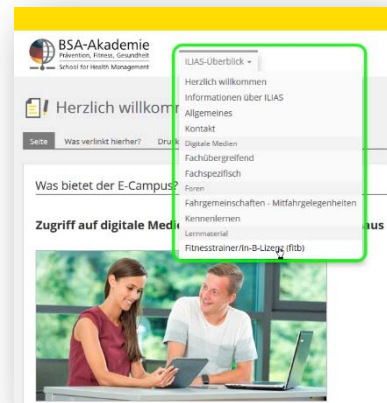 BSA-Akademie
Prävention, Fitness, Gesundheit
School for Health Management
ILIAS-Überblick
Herzlich willkommen
Informationen über ILIAS
Allgemeines
Kontakt
Digitale Medien
Fachübergreifend
Fachspezifisch
Foren
Fahrgemeinschaften - Mitfahrgelegenheiten
Kennenlernen
Lernmaterial
Fitnesstrainer/in-B-Lizenz (fitb)
Herzlich willkom
Seite Was verlinkt hierher? Druc
Was bietet der E-Campus?
Zugriff auf digitale Medi aus